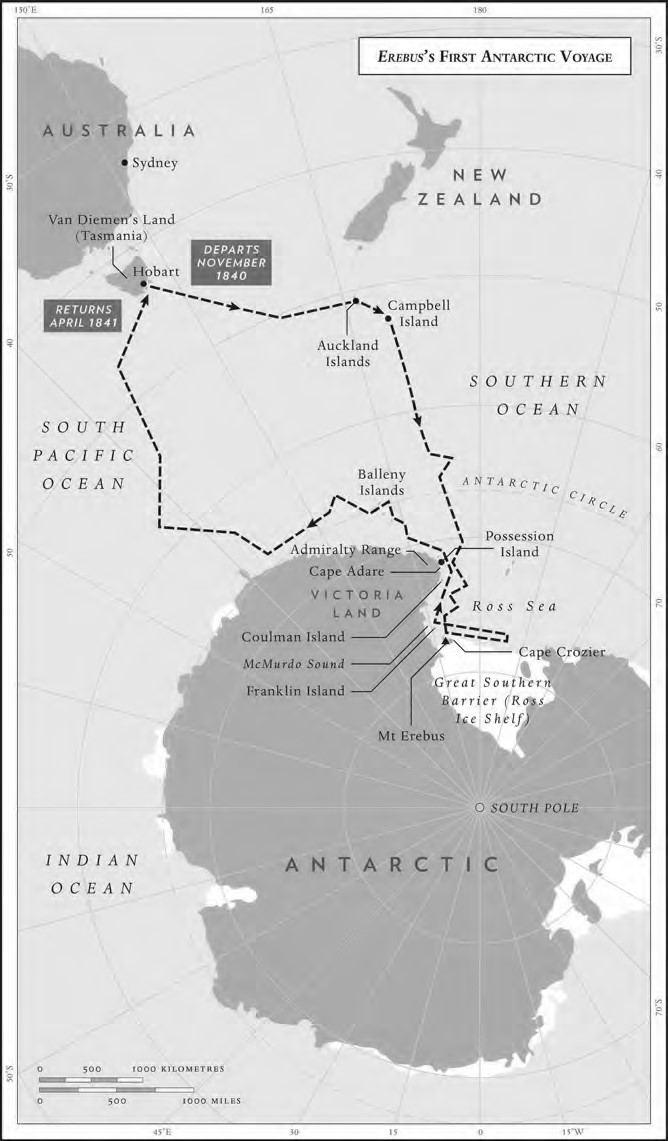 150°E
165
180
EREBUS'S FIRST ANTARCTIC VOYAGE
30°S
AUSTRALIA
Sydney
NEW
ZEALAND
40
30°S
Van Diemen's Land
(Tasmania)
Hobart
DEPARTS
NOVEMBER
1840
RETURNS
APRIL 1841
Campbell
Island
Auckland
Islands
50
40
SOUTHERN
OCEAN
SOUTH
PACIFIC
OCEAN
60
Balleny
Islands
ANTARCTIC CIRCLE
50
Admiralty Range
Possession
Island
Cape Adare
VICTORIA
LAND
Ross Sea
70
Coulman Island
Cape Crozier
McMurdo Sound
Franklin Island
Great Southern
Barrier (Ross
Ice Shelf)
Mt Erebus
SOUTH POLE
INDIAN
OCEAN
ANTARCTIC
70°S
50°S
0 500 1000 KILOMETRES
0 500 1000 MILES
45°E
30
15
0
15°W